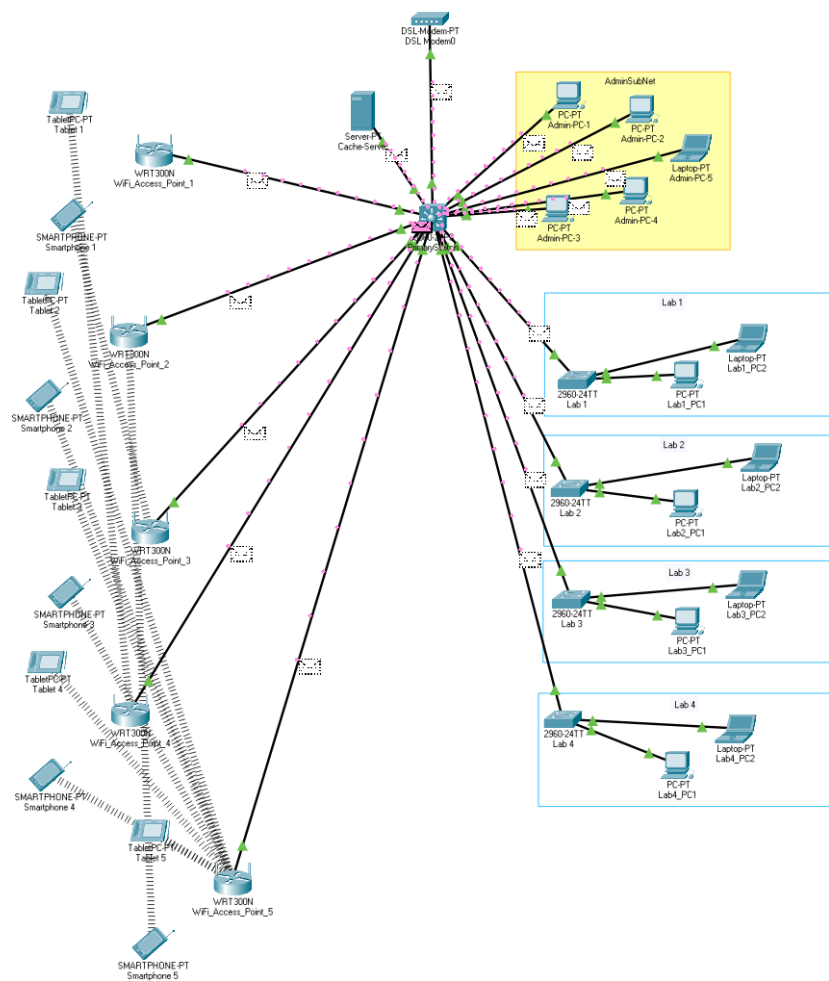 DSL-Modem-PT
DSL Modem0
AdminSubNet
TabletPC-PT
Tablet 1
Server-PT
Cache-Server
PC-PT
Admin-PC-1
PC-PT
Admin-PC-2
Laptop-PT
Admin-PC-5
WRT300N
WiFi_Access_Point_1
PC-PT
Admin-PC-4
PC-PT
Admin-PC-3
SMARTPHONE-PT
Smartphone 1
TabletPC-PT
Tablet 2
Lab 1
WRT300N
WiFi_Access_Point_2
Laptop-PT
Lab1_PC2
2960-24TT
Lab 1
PC-PT
Lab1_PC1
SMARTPHONE-PT
Smartphone 2
Lab 2
Laptop-PT
Lab2_PC2
TabletPC-PT
Tablet 3
2960-24TT
Lab 2
PC-PT
Lab2_PC1
WRT300N
WiFi_Access_Point_3
Lab 3
Laptop-PT
Lab3_PC2
SMARTPHONE-PT
Smartphone 3
2960-24TT
Lab 3
PC-PT
Lab3_PC1
TabletPC-PT
Tablet 4
Lab 4
WRT300N
WiFi_Access_Point_4
2960-24TT
Lab 4
Laptop-PT
Lab4_PC2
PC-PT
Lab4_PC1
SMARTPHONE-PT
Smartphone 4
TabletPC-PT
Tablet 5
WRT300N
WiFi_Access_Point_5
SMARTPHONE-PT
Smartphone 5